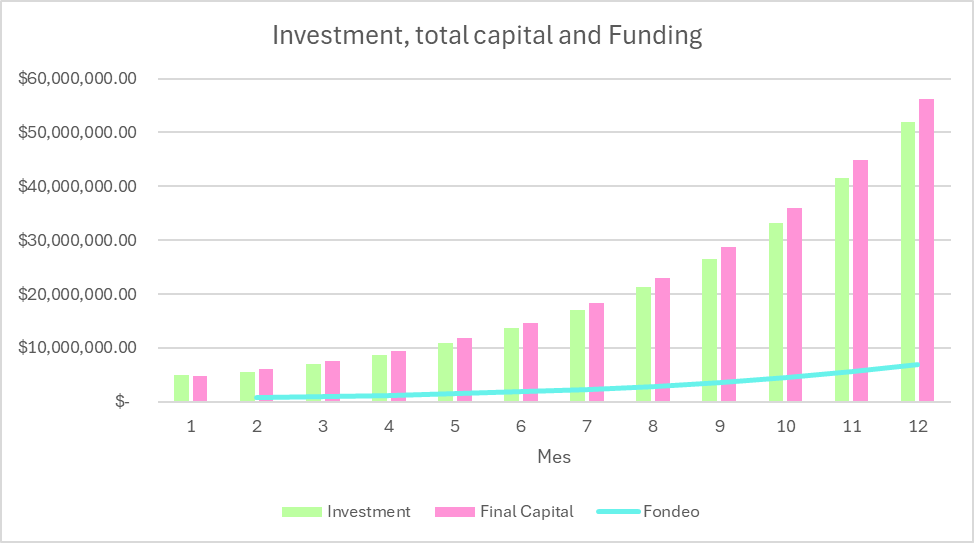 Investment, total capital and Funding
$60,000,000.00
$50,000,000.00
$40,000,000.00
$30,000,000.00
$20,000,000.00
$10,000,000.00
$-
1 2 3 4 5 6 7 8 9 10 11 12
Mes
Investment Final Capital Fondeo